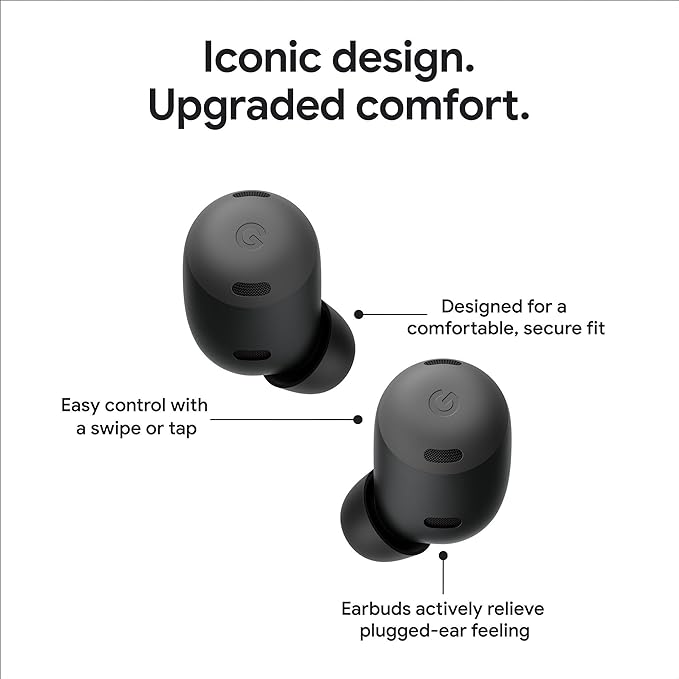 Iconic design.
Upgraded comfort.
Designed for a
comfortable, secure fit
Easy control with
a swipe or tap
Earbuds actively relieve
plugged-ear feeling